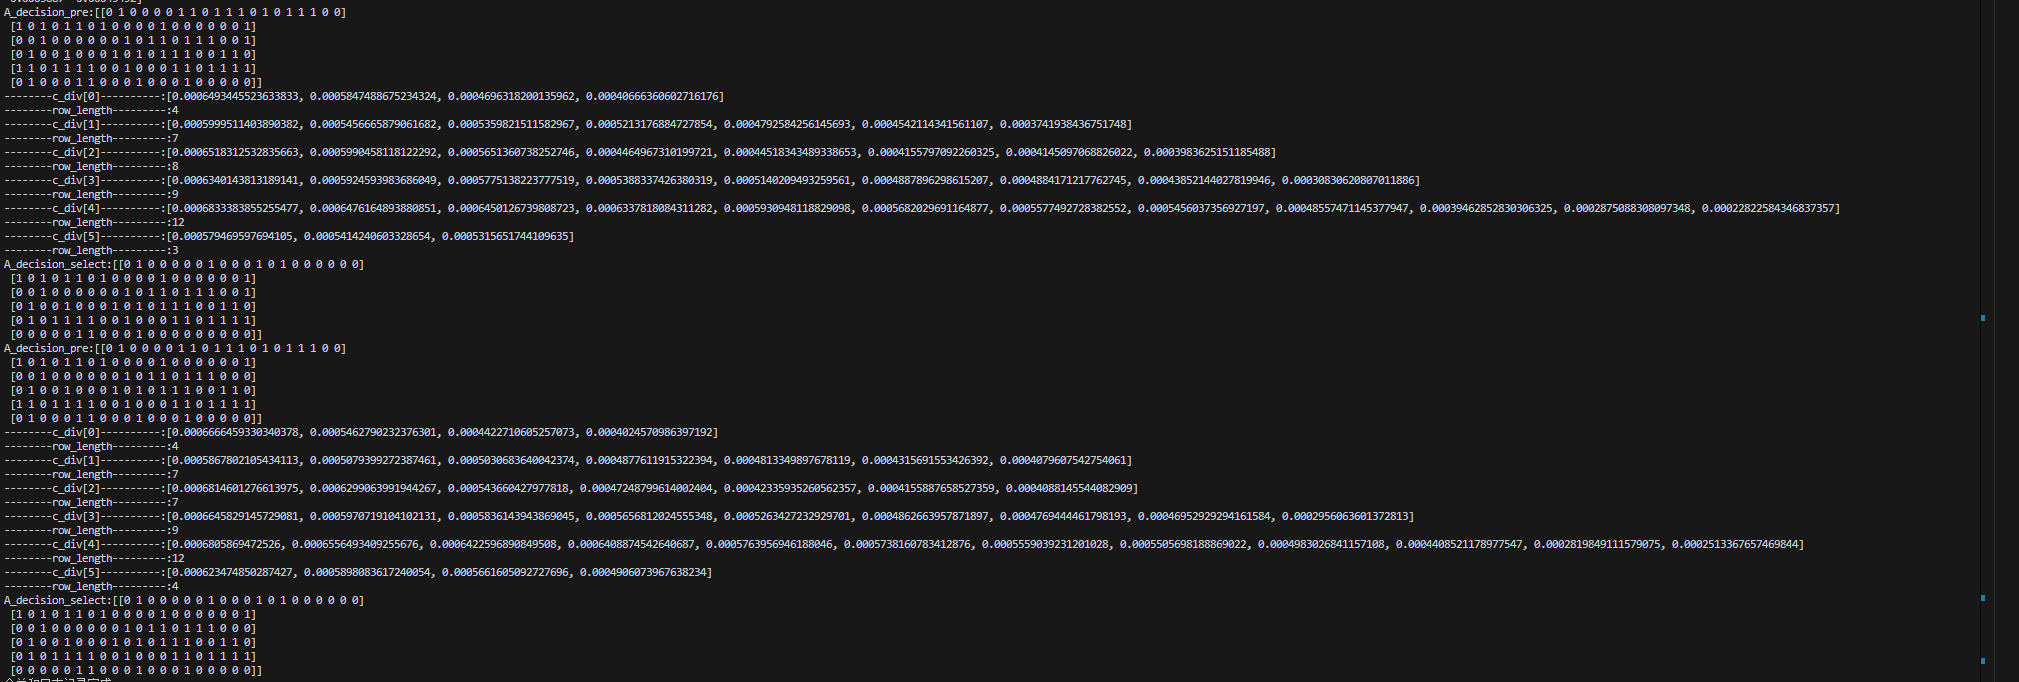 A_decision_pre:[[0 1 0 0 0 0 1 1 0 1 1 1 0 1 0 1 1 1 0 0]
[1 0 1 0 1 1 0 1 0 0 0 0 1 0 0 0 0 0 0 1]
[0 0 1 0 0 0 0 0 0 1 0 1 1 0 1 1 1 0 0 1]
[0 1 0 0 1 0 0 0 1 0 1 0 1 1 1 0 0 1 1 0]
[1 1 0 1 1 1 1 0 0 1 0 0 0 1 1 0 1 1 1 1]
[0 1 0 0 0 1 1 0 0 0 1 0 0 0 1 0 0 0 0 0]]
--------c_div[0]----------:[0.0006493445523633833, 0.0005847488675234324, 0.0004696318200135962, 0.00040666360602716176]
--------row_length---------:4
--------c_div[1]----------:[0.0005999511403890382, 0.0005456665879061682, 0.0005359821511582967, 0.0005213176884727854, 0.0004792584256145693, 0.0004542114341561107, 0.0003741938436751748]
--------row_length---------:7
--------c_div[2]----------:[0.0006518312532835663, 0.0005990458118122292, 0.0005651360738252746, 0.0004464967310199721, 0.00044518343489338653, 0.0004155797092260325, 0.0004145097068826022, 0.0003983625151185488]
--------row_length---------:8
--------c_div[3]----------:[0.0006340143813189141, 0.0005924593983686049, 0.0005775138223777519, 0.0005388337426380319, 0.0005140209493259561, 0.0004887896298615207, 0.0004884171217762745, 0.00043852144027819946, 0.00030830620807011886]
--------row_length---------:9
--------c_div[4]----------:[0.0006833383855255477, 0.0006476164893880851, 0.0006450126739808723, 0.0006337818084311282, 0.0005930948118829098, 0.0005682029691164877, 0.0005577492728382552, 0.0005456037356927197, 0.00048557471145377947, 0.00039462852830306325, 0.0002875088308097348, 0.00022822584346837357]
--------row_length---------:12
--------c_div[5]----------:[0.000579469597694105, 0.0005414240603328654, 0.0005315651744109635]
--------row_length---------:3
A_decision_select:[[0 1 0 0 0 0 0 1 0 0 0 1 0 1 0 0 0 0 0 0]
[1 0 1 0 1 1 0 1 0 0 0 0 1 0 0 0 0 0 0 1]
[0 0 1 0 0 0 0 0 0 1 0 1 1 0 1 1 1 0 0 1]
[0 1 0 0 1 0 0 0 1 0 1 0 1 1 1 0 0 1 1 0]
[0 1 0 1 1 1 1 0 0 1 0 0 0 1 1 0 1 1 1 1]
[0 0 0 0 0 1 1 0 0 0 1 0 0 0 0 0 0 0 0 0]]
A_decision_pre:[[0 1 0 0 0 0 1 1 0 1 1 1 0 1 0 1 1 1 0 0]
[1 0 1 0 1 1 0 1 0 0 0 0 1 0 0 0 0 0 0 1]
[0 0 1 0 0 0 0 0 0 1 0 1 1 0 1 1 1 0 0 0]
[0 1 0 0 1 0 0 0 1 0 1 0 1 1 1 0 0 1 1 0]
[1 1 0 1 1 1 1 0 0 1 0 0 0 1 1 0 1 1 1 1]
[0 1 0 0 0 1 1 0 0 0 1 0 0 0 1 0 0 0 0 0]]
--------c_div[0]----------:[0.0006666459330340378, 0.0005462790232376301, 0.0004422710605257073, 0.0004024570986397192]
--------row_length---------:4
--------c_div[1]----------:[0.0005867802105434113, 0.0005079399272387461, 0.0005030683640042374, 0.0004877611915322394, 0.0004813349897678119, 0.0004315691553426392, 0.0004079607542754061]
--------row_length---------:7
--------c_div[2]----------:[0.0006814601276613975, 0.0006299063991944267, 0.000543660427977818, 0.00047248799614002404, 0.00042335935260562357, 0.0004155887658527359, 0.0004088145544082909]
--------row_length---------:7
--------c_div[3]----------:[0.0006645829145729081, 0.0005970719104102131, 0.0005836143943869045, 0.0005656812024555348, 0.0005263427232929701, 0.0004862663957871897, 0.0004769444461798193, 0.00046952929294161584, 0.0002956063601372813]
--------row_length---------:9
--------c_div[4]----------:[0.0006805869472526, 0.0006556493409255676, 0.0006422596890849508, 0.0006408874542640687, 0.0005763956946188046, 0.0005738160783412876, 0.0005559039231201028, 0.0005505698188869022, 0.0004983026841157108, 0.0004408521178977547, 0.0002819849111579075, 0.00025133676574​69844]
--------row_length---------:12
--------c_div[5]----------:[0.000623474850287427, 0.0005898083617240054, 0.0005661605092727696, 0.0004906073967638234]
--------row_length---------:4
A_decision_select:[[0 1 0 0 0 0 0 1 0 0 0 1 0 1 0 0 0 0 0 0]
[1 0 1 0 1 1 0 1 0 0 0 0 1 0 0 0 0 0 0 1]
[0 0 1 0 0 0 0 0 0 1 0 1 1 0 1 1 1 0 0 0]
[0 1 0 0 1 0 0 0 1 0 1 0 1 1 1 0 0 1 1 0]
[0 1 0 1 1 1 1 0 0 1 0 0 0 1 1 0 1 1 1 1]
[0 0 0 0 0 1 1 0 0 0 1 0 0 0 1 0 0 0 0 0]]